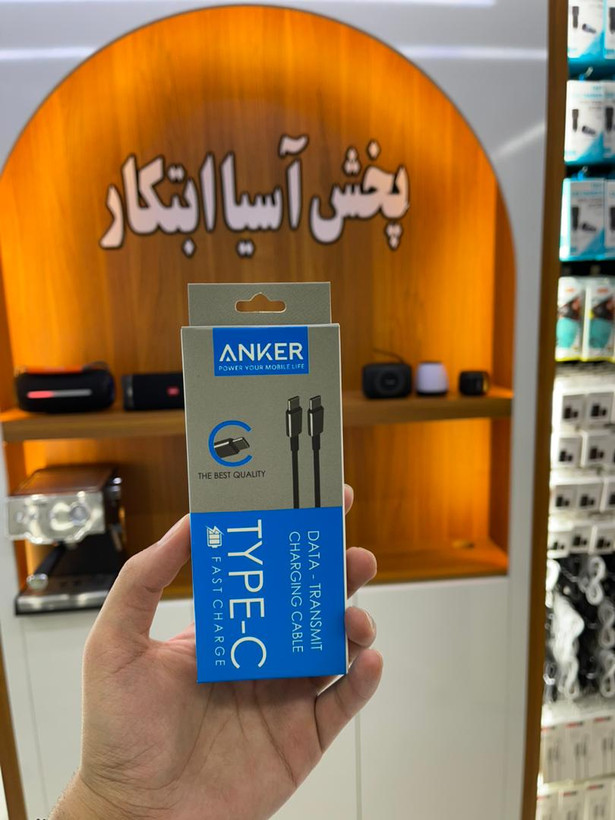 پخش آسیا ابتکار
ANKER
POWER YOUR MOBILE LIFE
THE BEST QUALITY
DATA - TRANSMIT
CHARGING CABLE
TYPE-C
FAST CHARGE